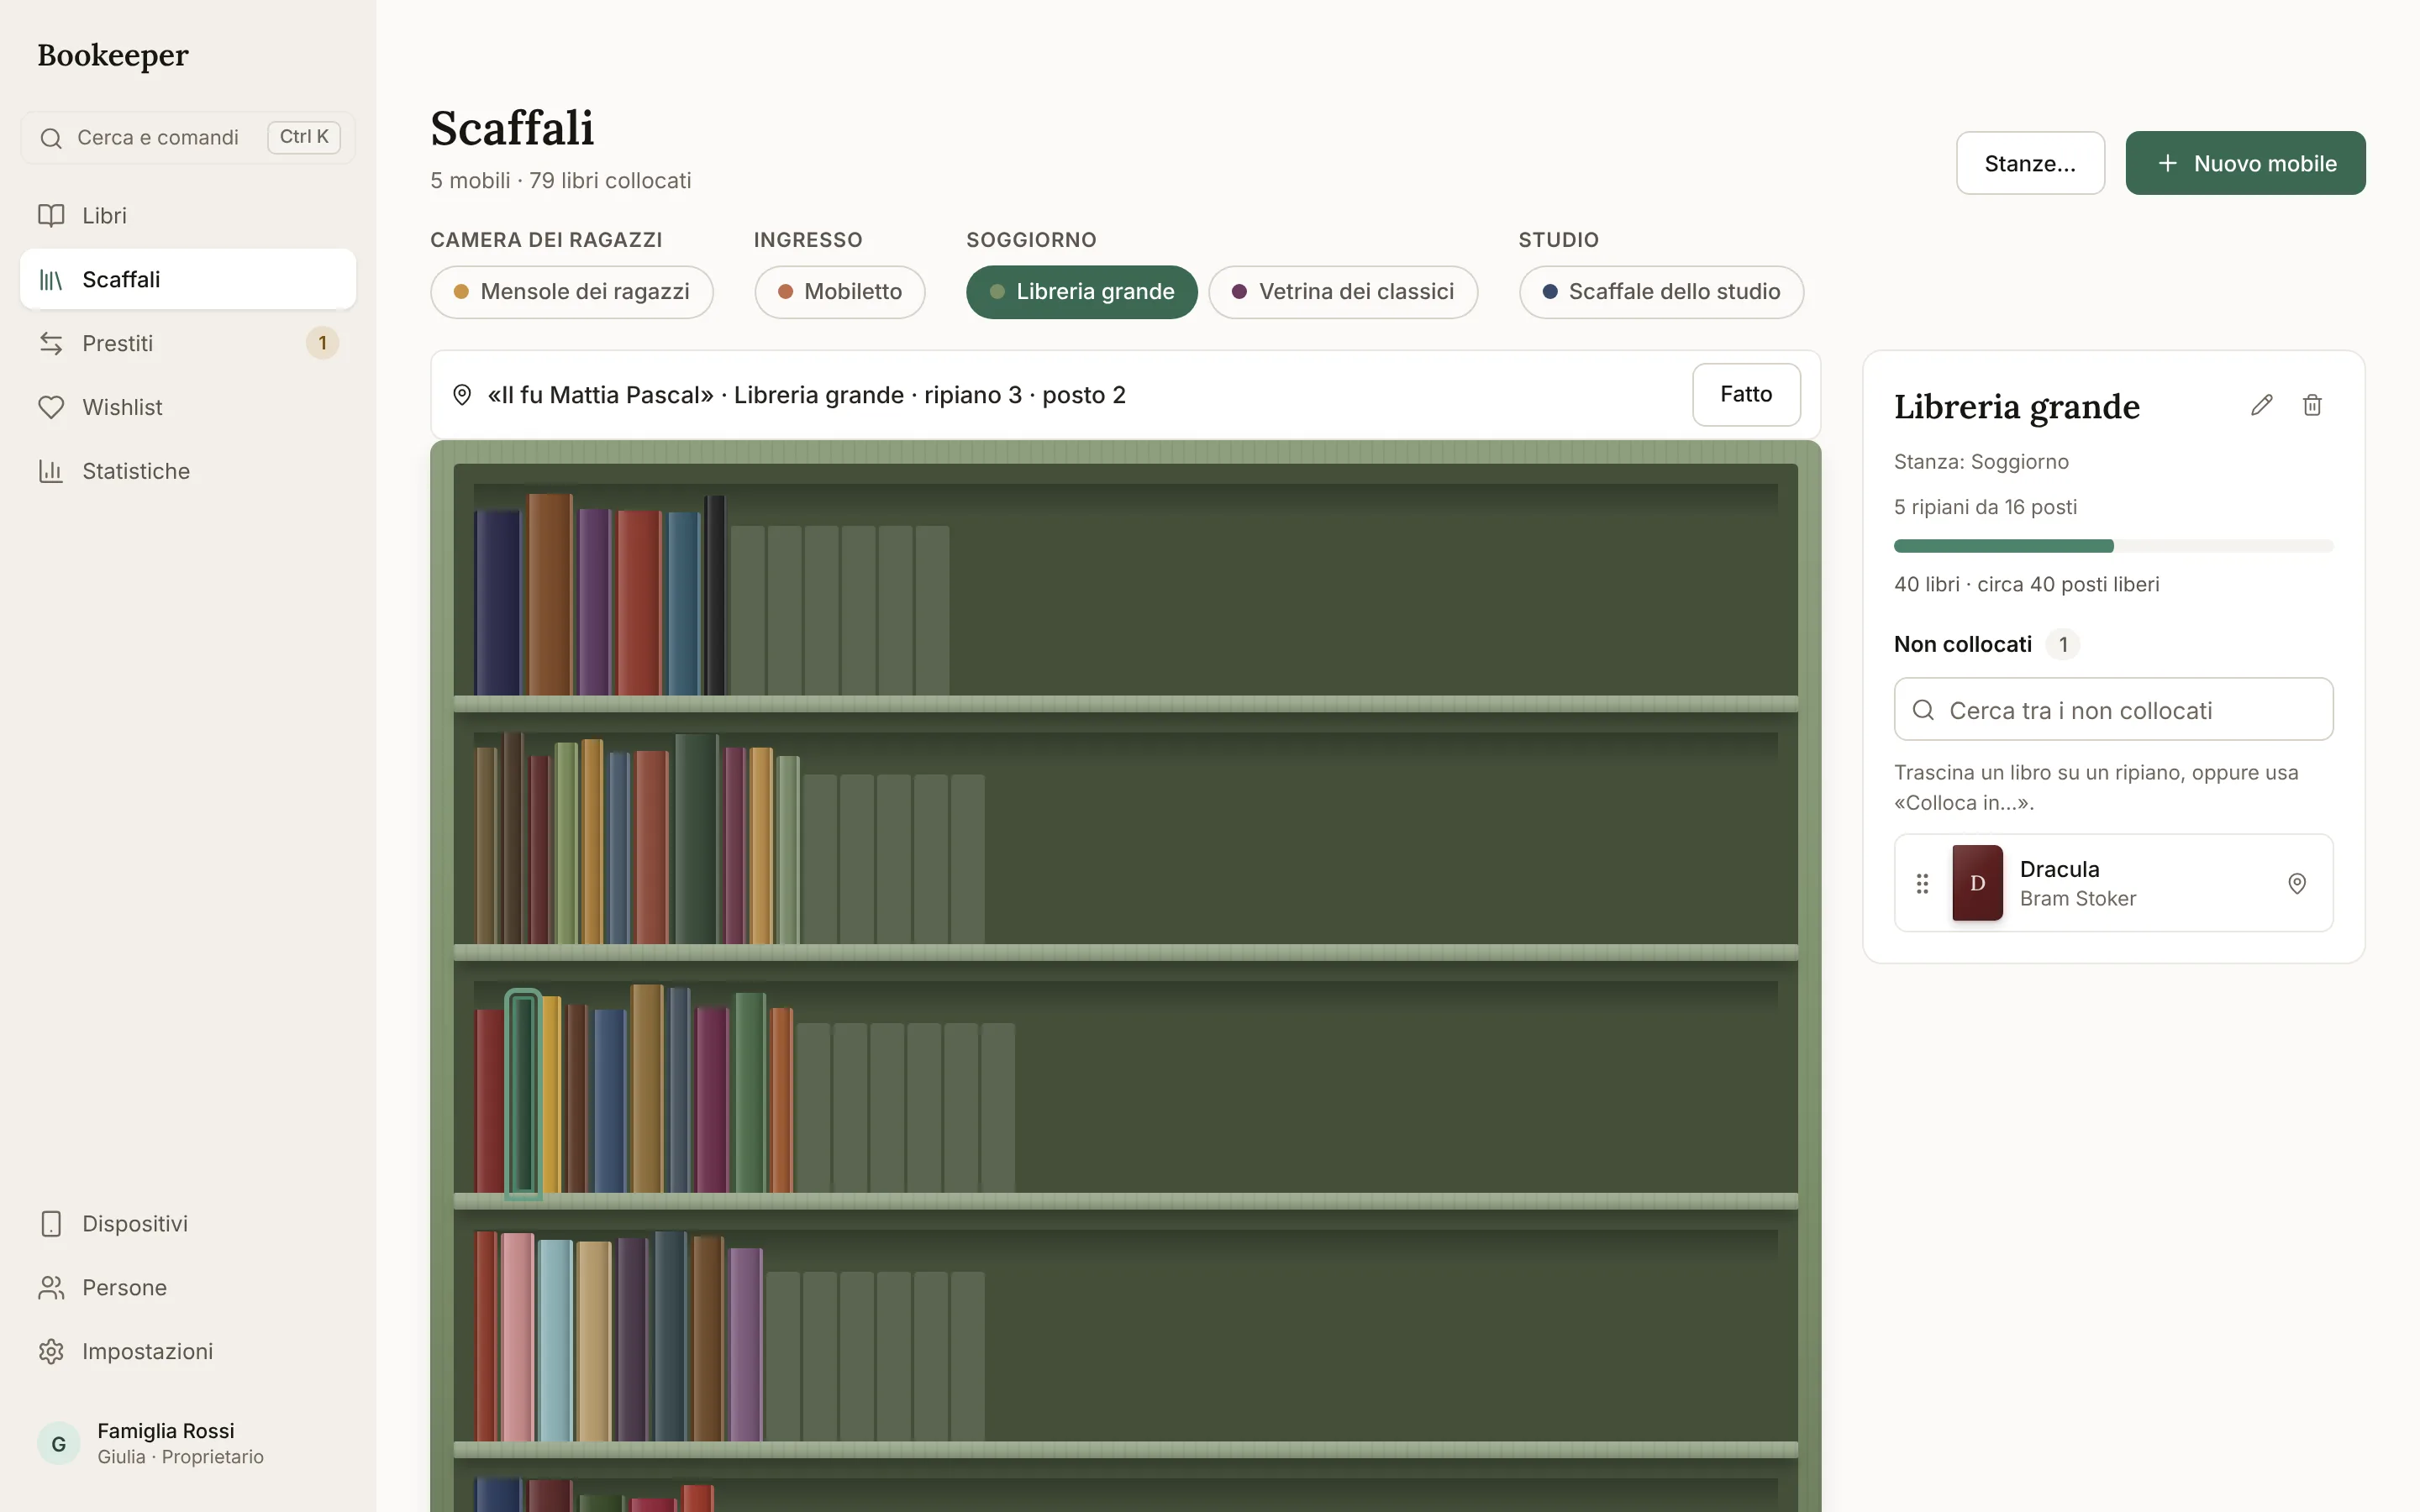 Bookeeper
Cerca e comandi
Ctrl K
Libri
Scaffali
Prestiti
1
Wishlist
Statistiche
Dispositivi
Persone
Impostazioni
G
Famiglia Rossi
Giulia · Proprietario
Scaffali
5 mobili · 79 libri collocati
Stanze...
Nuovo mobile
CAMERA DEI RAGAZZI
Mensole dei ragazzi
INGRESSO
Mobiletto
SOGGIORNO
Libreria grande
Vetrina dei classici
STUDIO
Scaffale dello studio
«Il fu Mattia Pascal» · Libreria grande · ripiano 3 · posto 2
Fatto
Libreria grande
Stanza: Soggiorno
5 ripiani da 16 posti
40 libri · circa 40 posti liberi
Non collocati 1
Cerca tra i non collocati
Trascina un libro su un ripiano, oppure usa
«Colloca in...».
D
Dracula
Bram Stoker